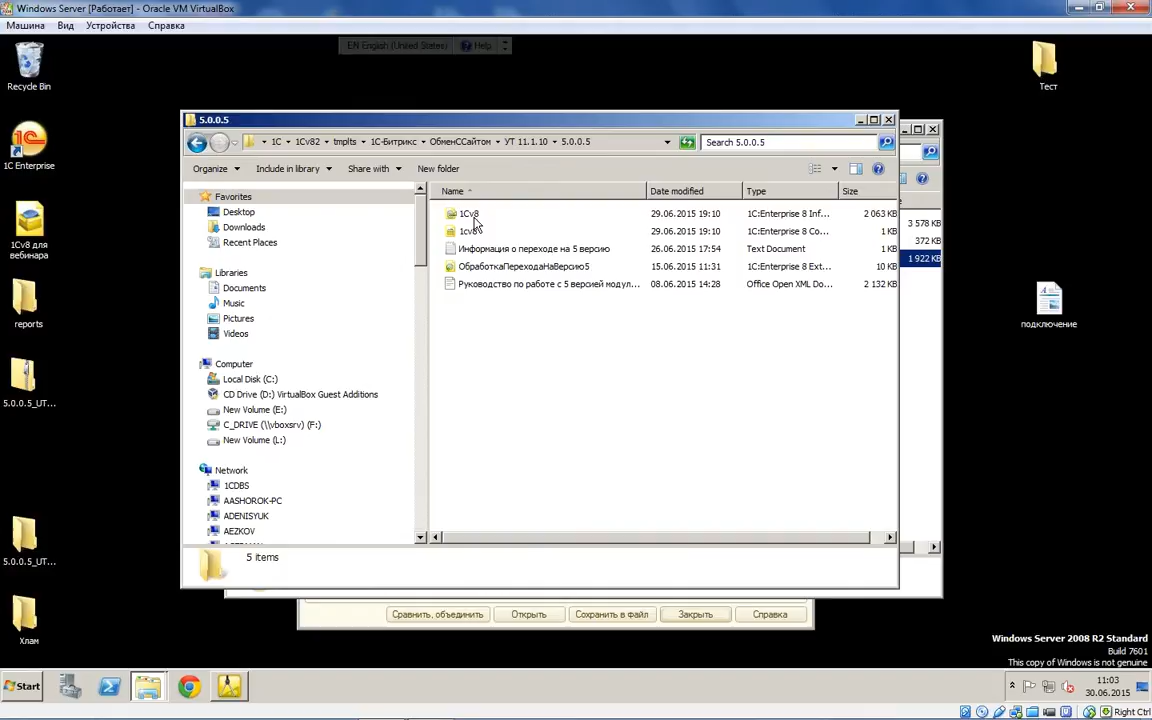 Windows Server [Работает] - Oracle VM VirtualBox
Машина Вид Устройства Справка
EN English (United States) Help
Recycle Bin
Тест
5.0.0.5
1C 1Cv82 tmplts 1С-Битрикс ОбменССайтом УТ 11.1.10 5.0.0.5 Search 5.0.0.5
1C Enterprise
Organize Include in library Share with New folder
Favorites Name Date modified Type Size
Desktop 1Cv8 29.06.2015 19:10 1C:Enterprise 8 Inf... 2 063 KB 3 578 KB
Downloads 1cv8 29.06.2015 19:10 1C:Enterprise 8 Co... 1 KB 372 KB
Recent Places Информация о переходе на 5 версию 26.06.2015 17:54 Text Document 1 KB 1 922 KB
1Cv8 для
вебинара
ОбработкаПереходаНаВерсию5 15.06.2015 11:31 1C:Enterprise 8 Ext... 10 KB
Libraries
Documents Руководство по работе с 5 версией модул... 08.06.2015 14:28 Office Open XML Do... 2 132 KB
Music
Pictures
Videos
reports
подключение
Computer
Local Disk (C:)
CD Drive (D:) VirtualBox Guest Additions
5.0.0.5_UT...
New Volume (E:)
C_DRIVE (\\vboxsrv) (F:)
New Volume (L:)
Network
1CDBS
AASHOROK-PC
ADENISYUK
AEZKOV
5 items
5.0.0.5_UT...
Сравнить, объединить Открыть Сохранить в файл Закрыть Справка
Хлам
Windows Server 2008 R2 Standard
Build 7601
This copy of Windows is not genuine
Start
11:03
30.06.2015
Right Ctrl